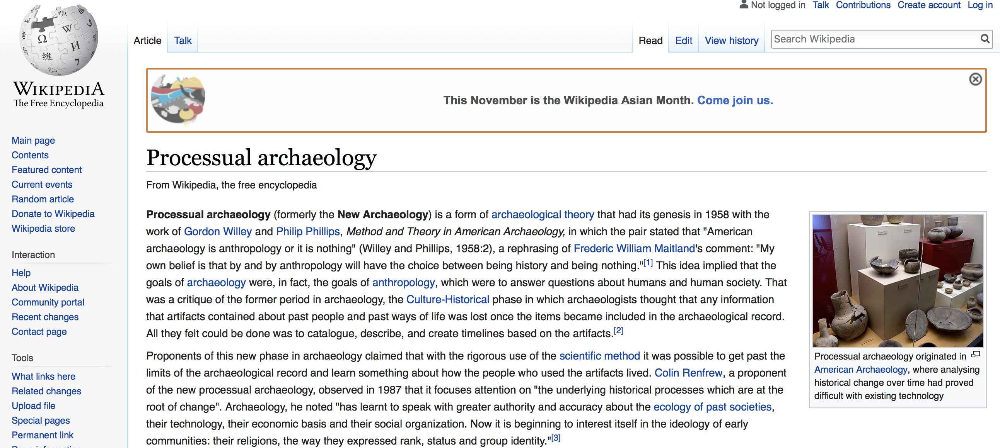 Ω
W
И
維
7
ウィ
WIKIPEDIA
The Free Encyclopedia
Not logged in Talk Contributions Create account Log in
Article Talk Read Edit View history Search Wikipedia
This November is the Wikipedia Asian Month. Come join us.
Main page
Contents
Featured content
Current events
Random article
Donate to Wikipedia
Wikipedia store
Interaction
Help
About Wikipedia
Community portal
Recent changes
Contact page
Tools
What links here
Related changes
Upload file
Special pages
Permanent link
Processual archaeology
From Wikipedia, the free encyclopedia
Processual archaeology (formerly the New Archaeology) is a form of archaeological theory that had its genesis in 1958 with the
work of Gordon Willey and Philip Phillips, Method and Theory in American Archaeology, in which the pair stated that "American
archaeology is anthropology or it is nothing" (Willey and Phillips, 1958:2), a rephrasing of Frederic William Maitland's comment: "My
own belief is that by and by anthropology will have the choice between being history and being nothing."[1] This idea implied that the
goals of archaeology were, in fact, the goals of anthropology, which were to answer questions about humans and human society. That
was a critique of the former period in archaeology, the Culture-Historical phase in which archaeologists thought that any information
that artifacts contained about past people and past ways of life was lost once the items became included in the archaeological record.
All they felt could be done was to catalogue, describe, and create timelines based on the artifacts.[2]
Proponents of this new phase in archaeology claimed that with the rigorous use of the scientific method it was possible to get past the
limits of the archaeological record and learn something about how the people who used the artifacts lived. Colin Renfrew, a proponent
of the new processual archaeology, observed in 1987 that it focuses attention on "the underlying historical processes which are at the
root of change". Archaeology, he noted "has learnt to speak with greater authority and accuracy about the ecology of past societies,
their technology, their economic basis and their social organization. Now it is beginning to interest itself in the ideology of early
communities: their religions, the way they expressed rank, status and group identity."[3]
Processual archaeology originated in
American Archaeology, where analysing
historical change over time had proved
difficult with existing technology